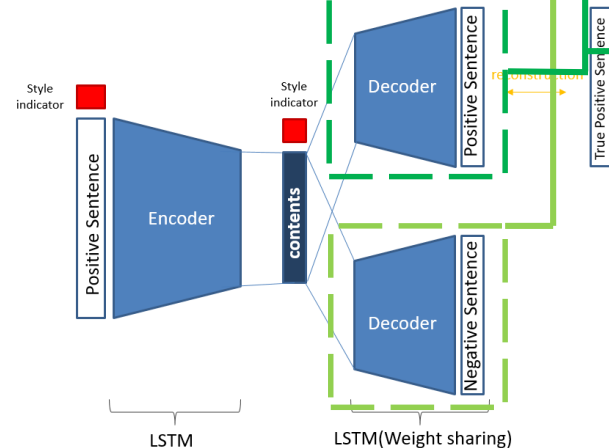 Style
indicator
Positive Sentence
Encoder
Style
indicator
contents
Decoder
Positive Sentence
reconstruction
True Positive Sentence
Decoder
Negative Sentence
LSTM
LSTM(Weight sharing)